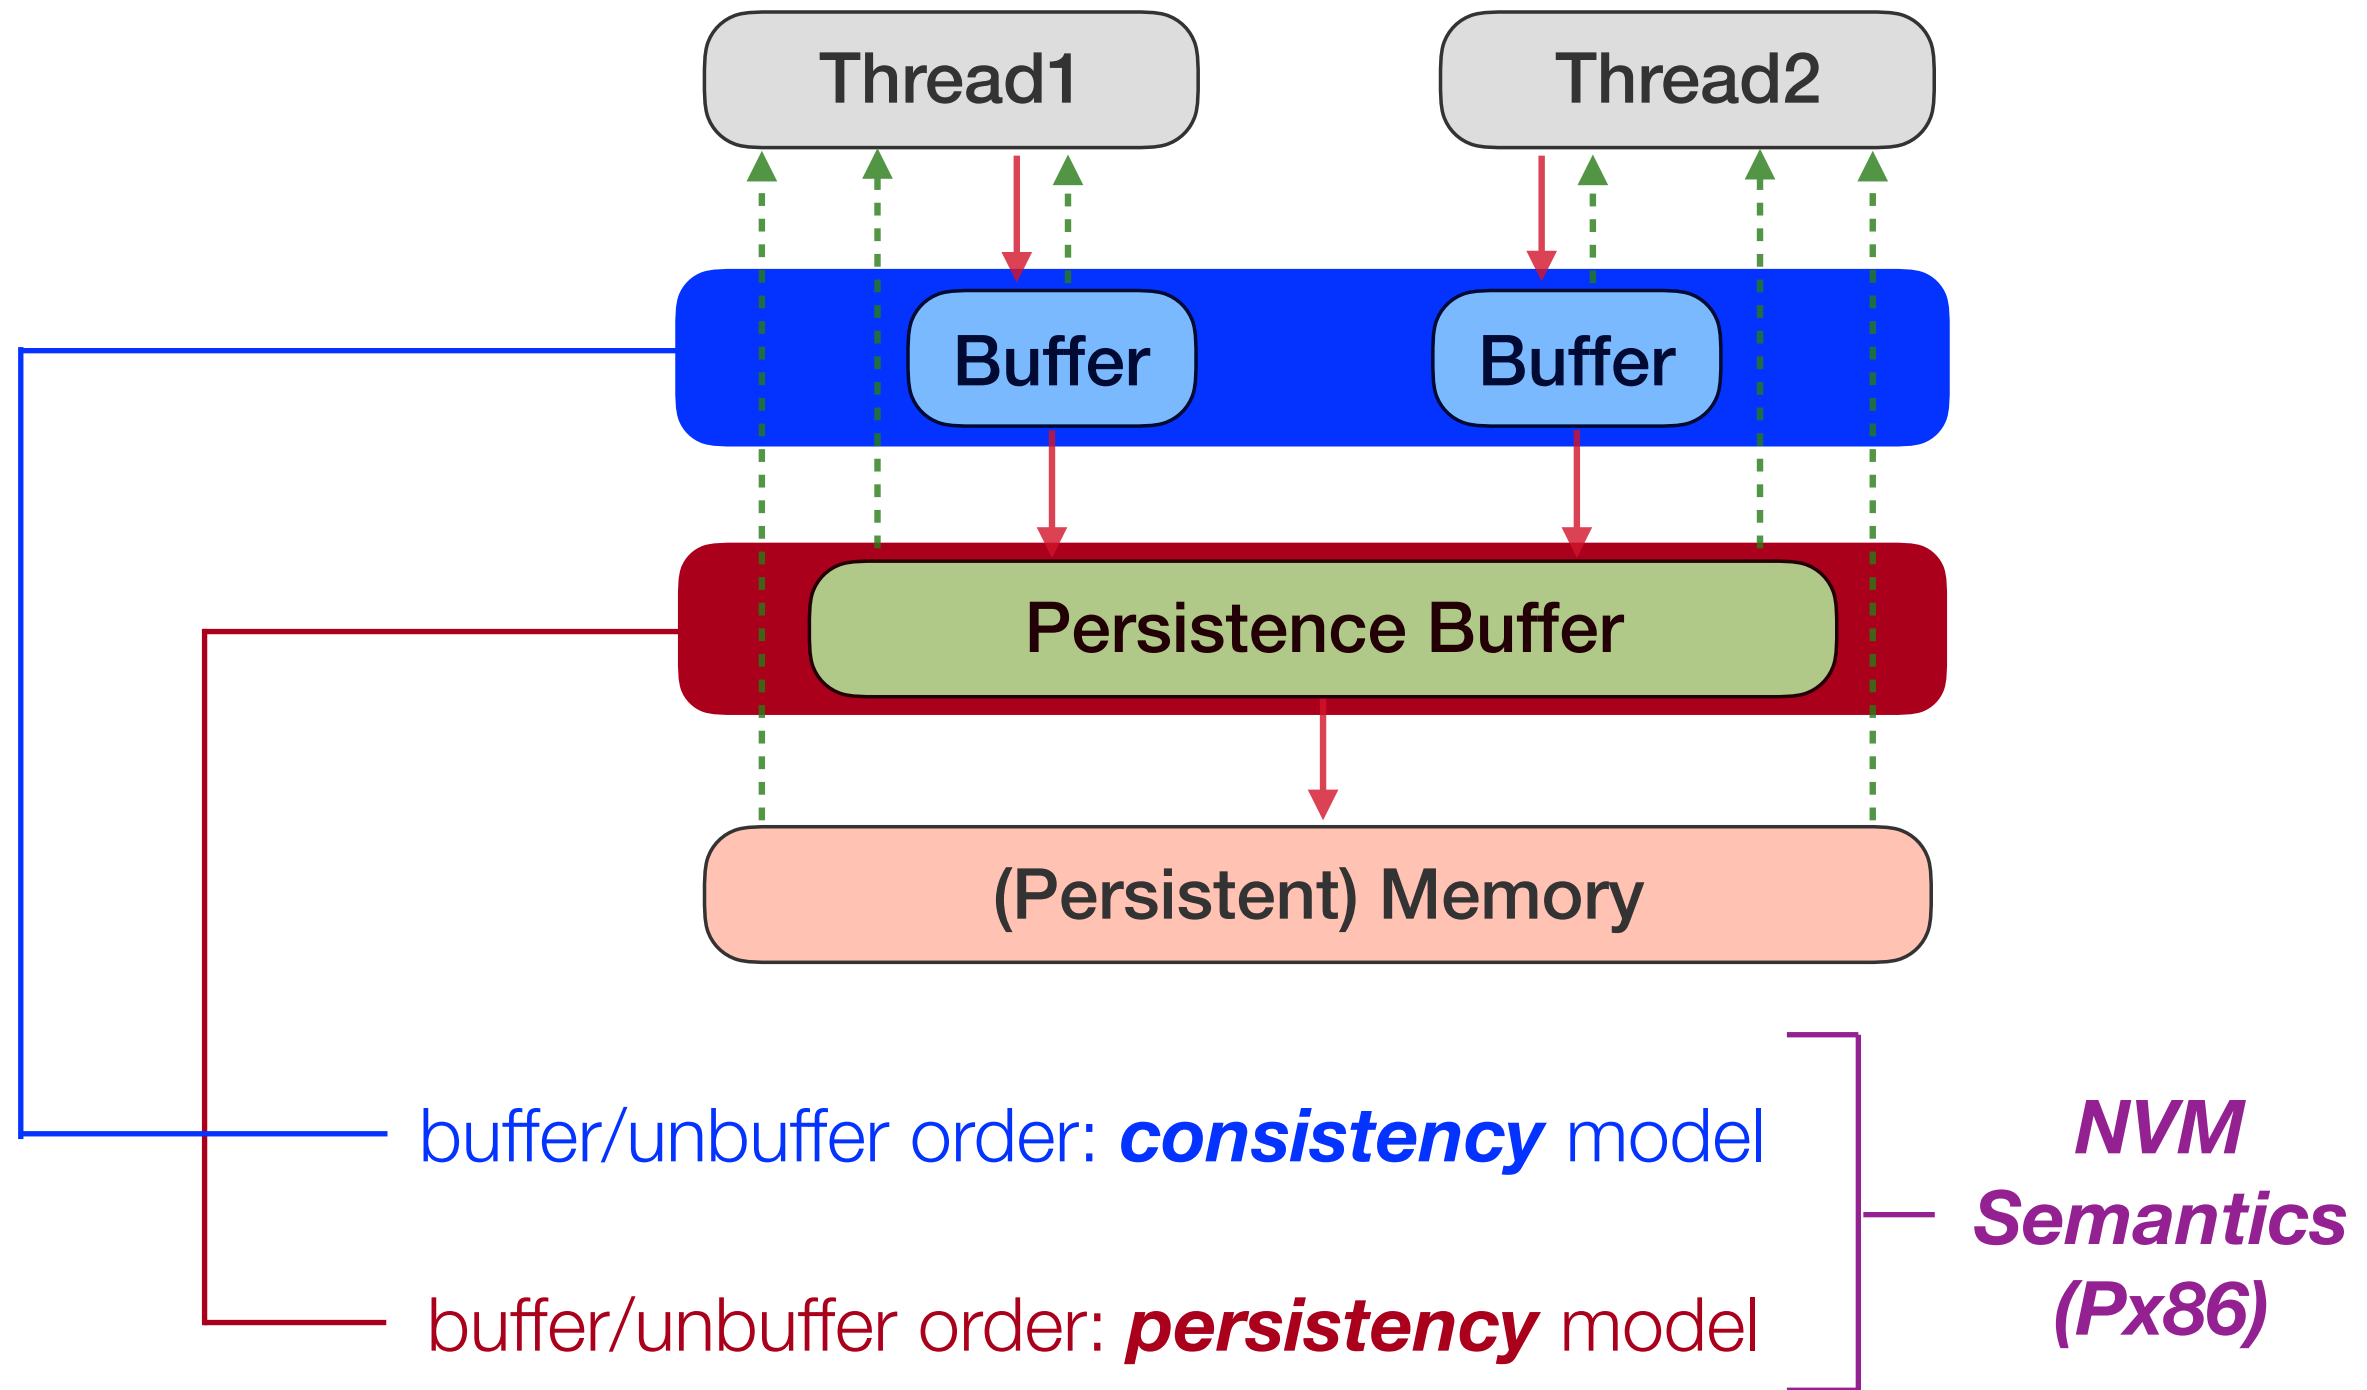 Thread1
Thread2
Buffer
Buffer
Persistence Buffer
(Persistent) Memory
buffer/unbuffer order: consistency model
buffer/unbuffer order: persistency model
NVM
Semantics
(Px86)